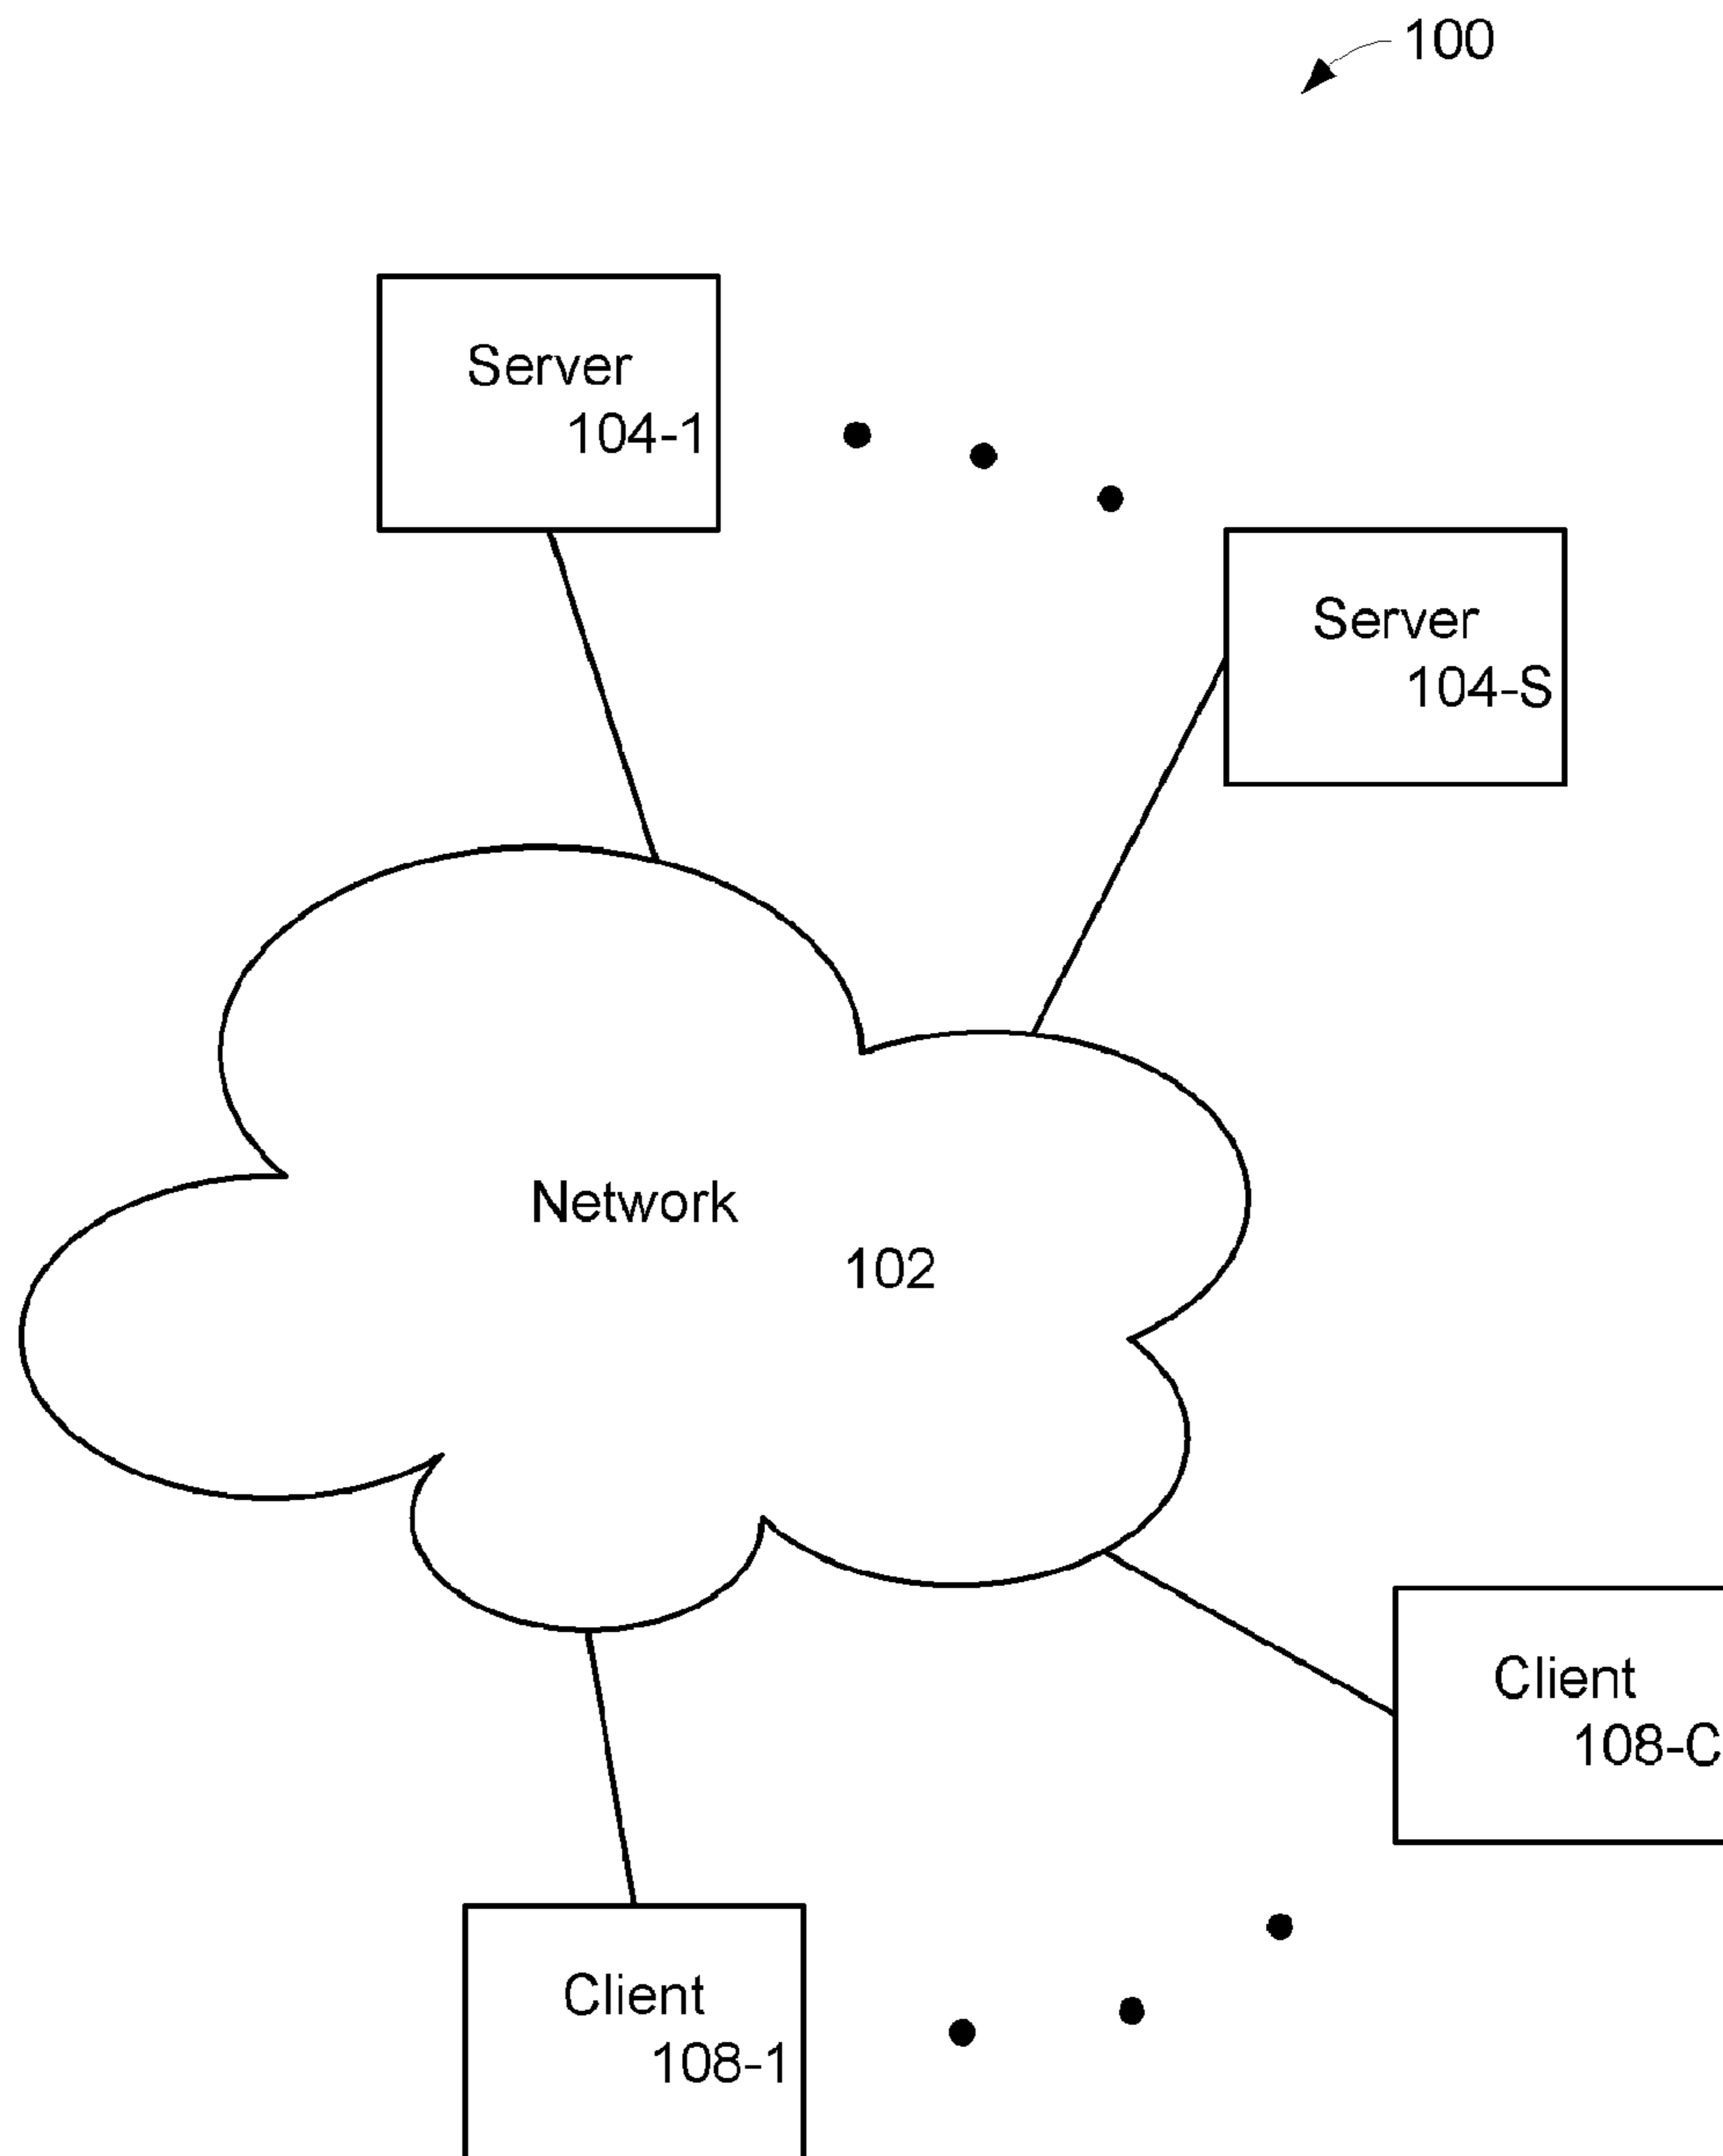 100
Server
104-1
Server
104-S
Network
102
Client
108-C
Client
108-1